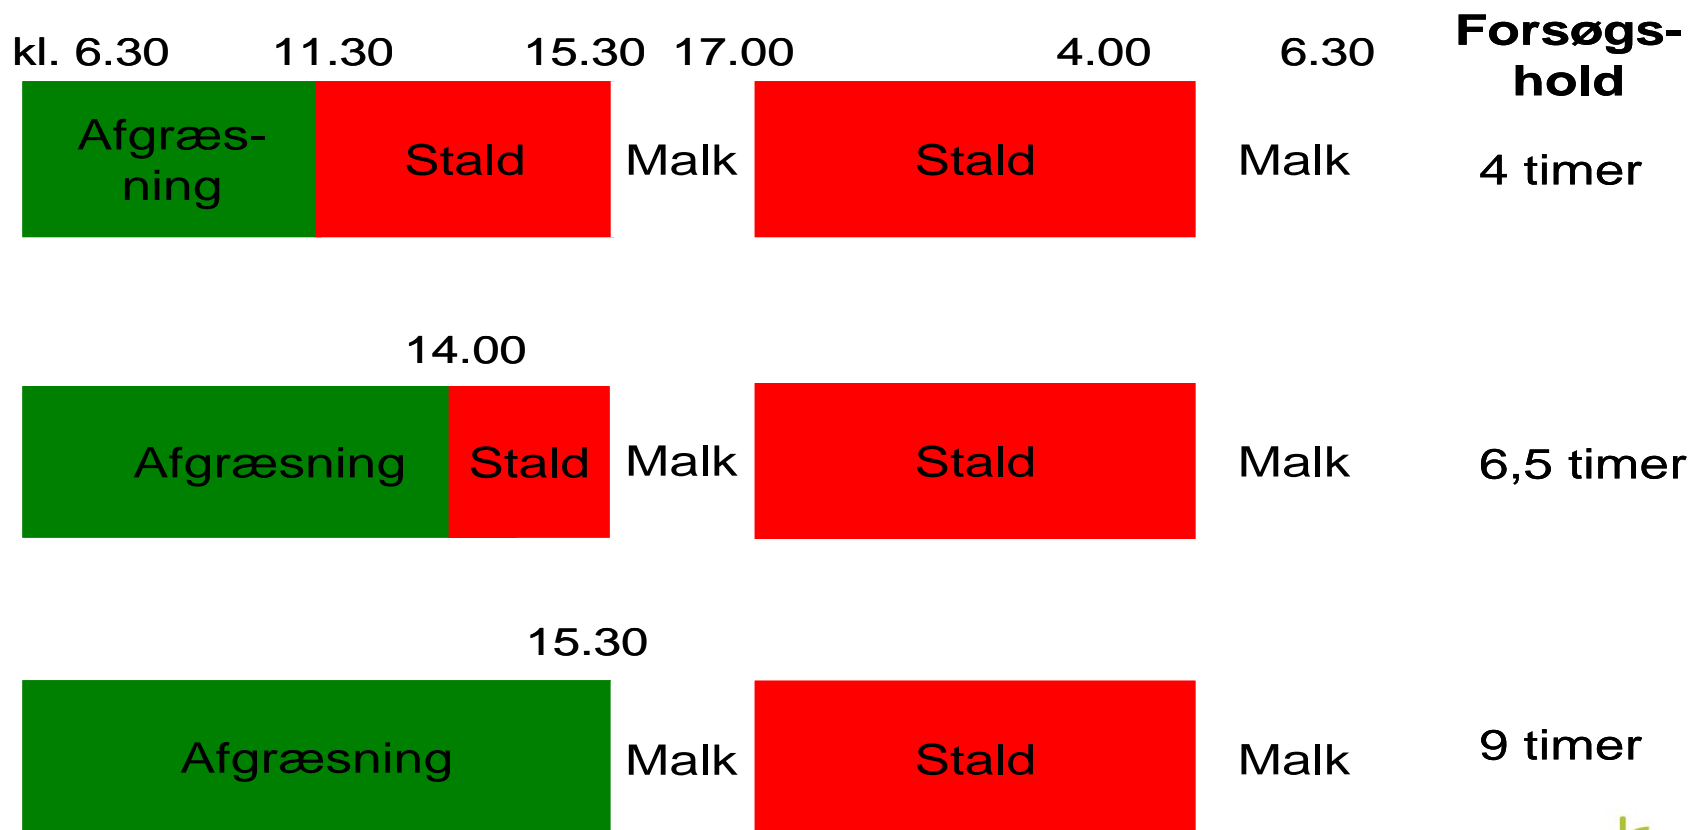 kl. 6.30 11.30 15.30 17.00 4.00 6.30 Forsøgs-
hold
Afgræs-
ning Stald Malk Stald Malk 4 timer
14.00
Afgræsning Stald Malk Stald Malk 6,5 timer
15.30
Afgræsning Malk Stald Malk 9 timer